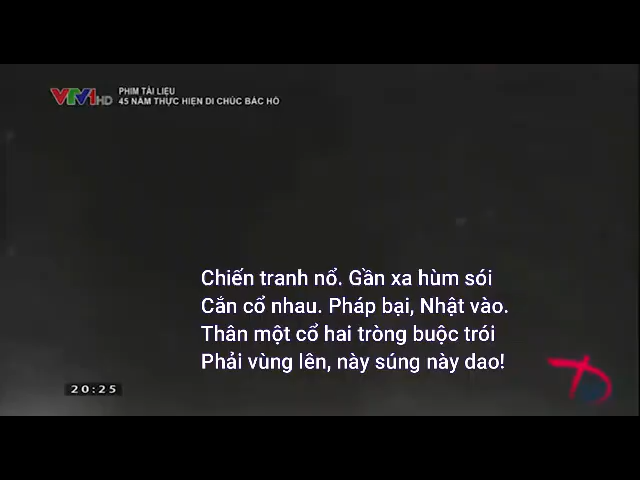 VTV1HD
PHIM TÀI LIỆU
45 NĂM THỰC HIỆN DI CHÚC BÁC HỒ
Chiến tranh nổ. Gần xa hùm sói
Cắn cổ nhau. Pháp bại, Nhật vào.
Thân một cổ hai tròng buộc trói
Phải vùng lên, này súng này dao!
20:25